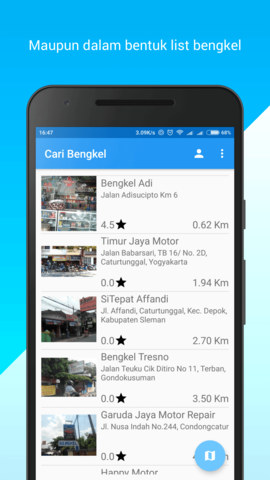 Maupun dalam bentuk list bengkel
16:47
3.09K/s
68%
Cari Bengkel
Bengkel Adi
Jalan Adisucipto Km 6
4.5★
0.62 Km
Timur Jaya Motor
Jalan Babarsari, TB 16/ No. 2D,
Caturtunggal, Yogyakarta
0.0★
1.94 Km
SiTepat Affandi
Jl. Affandi, Caturtunggal, Kec. Depok,
Kabupaten Sleman
0.0★
2.70 Km
Bengkel Tresno
Jalan Teuku Cik Ditiro No 11, Terban,
Gondokusuman
0.0★
3.50 Km
Garuda Jaya Motor Repair
Jl. Nusa Indah No.244, Condongcatur
0.0★
Happy Motor